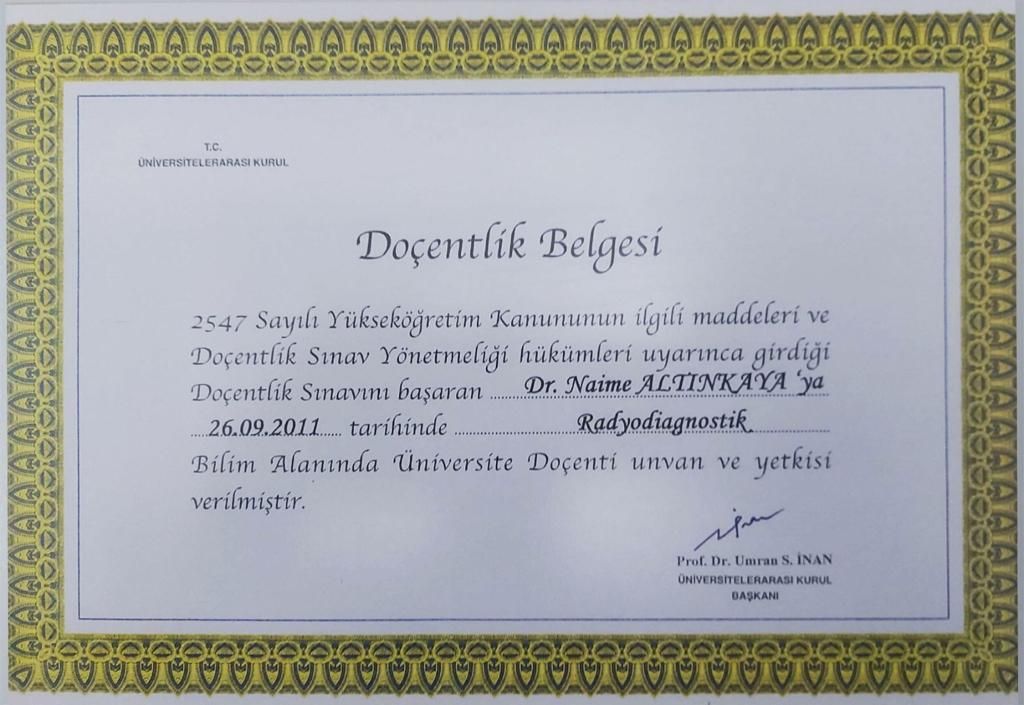 T.C.
ÜNİVERSİTELERARASI KURUL
Doçentlik Belgesi
2547 Sayılı Yükseköğretim Kanununun ilgili maddeleri ve
Doçentlik Sınav Yönetmeliği hükümleri uyarınca girdiği
Doçentlik Sınavını başaran ........ Dr. Naime ALTINKAYA 'ya
... 26.09.2011 .... tarihinde ........ Radyodiagnostik ........
Bilim Alanında Üniversite Doçenti unvan ve yetkisi
verilmiştir.
Prof. Dr. Umran S. İNAN
ÜNİVERSİTELERARASI KURUL
BAŞKANI